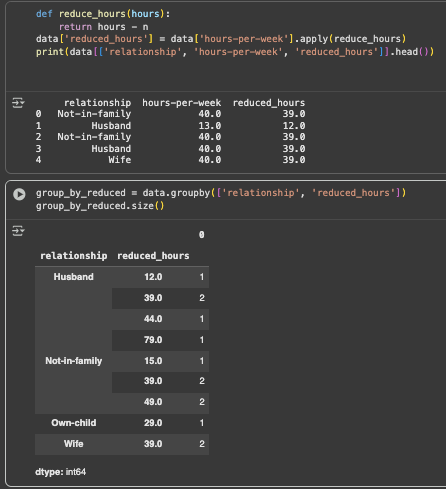 def reduce_hours(hours):
    return hours - n
data['reduced_hours'] = data['hours-per-week'].apply(reduce_hours)
print(data[['relationship', 'hours-per-week', 'reduced_hours']].head())
relationship hours-per-week reduced_hours
0 Not-in-family 40.0 39.0
1 Husband 13.0 12.0
2 Not-in-family 40.0 39.0
3 Husband 40.0 39.0
4 Wife 40.0 39.0
group_by_reduced = data.groupby(['relationship', 'reduced_hours'])
group_by_reduced.size()
0
relationship reduced_hours
Husband 12.0 1
39.0 2
44.0 1
79.0 1
Not-in-family 15.0 1
39.0 2
49.0 2
Own-child 29.0 1
Wife 39.0 2
dtype: int64